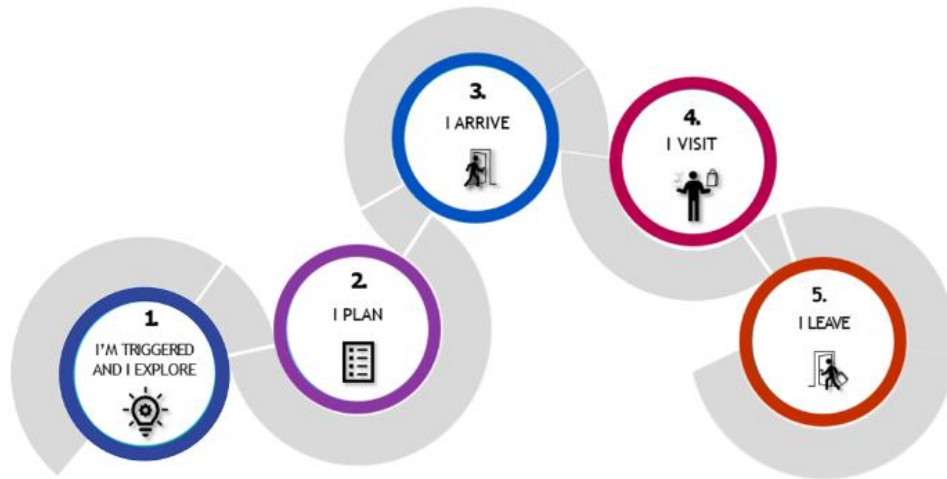 1.
I'M TRIGGERED
AND I EXPLORE
2.
I PLAN
3.
I ARRIVE
4.
I VISIT
5.
I LEAVE